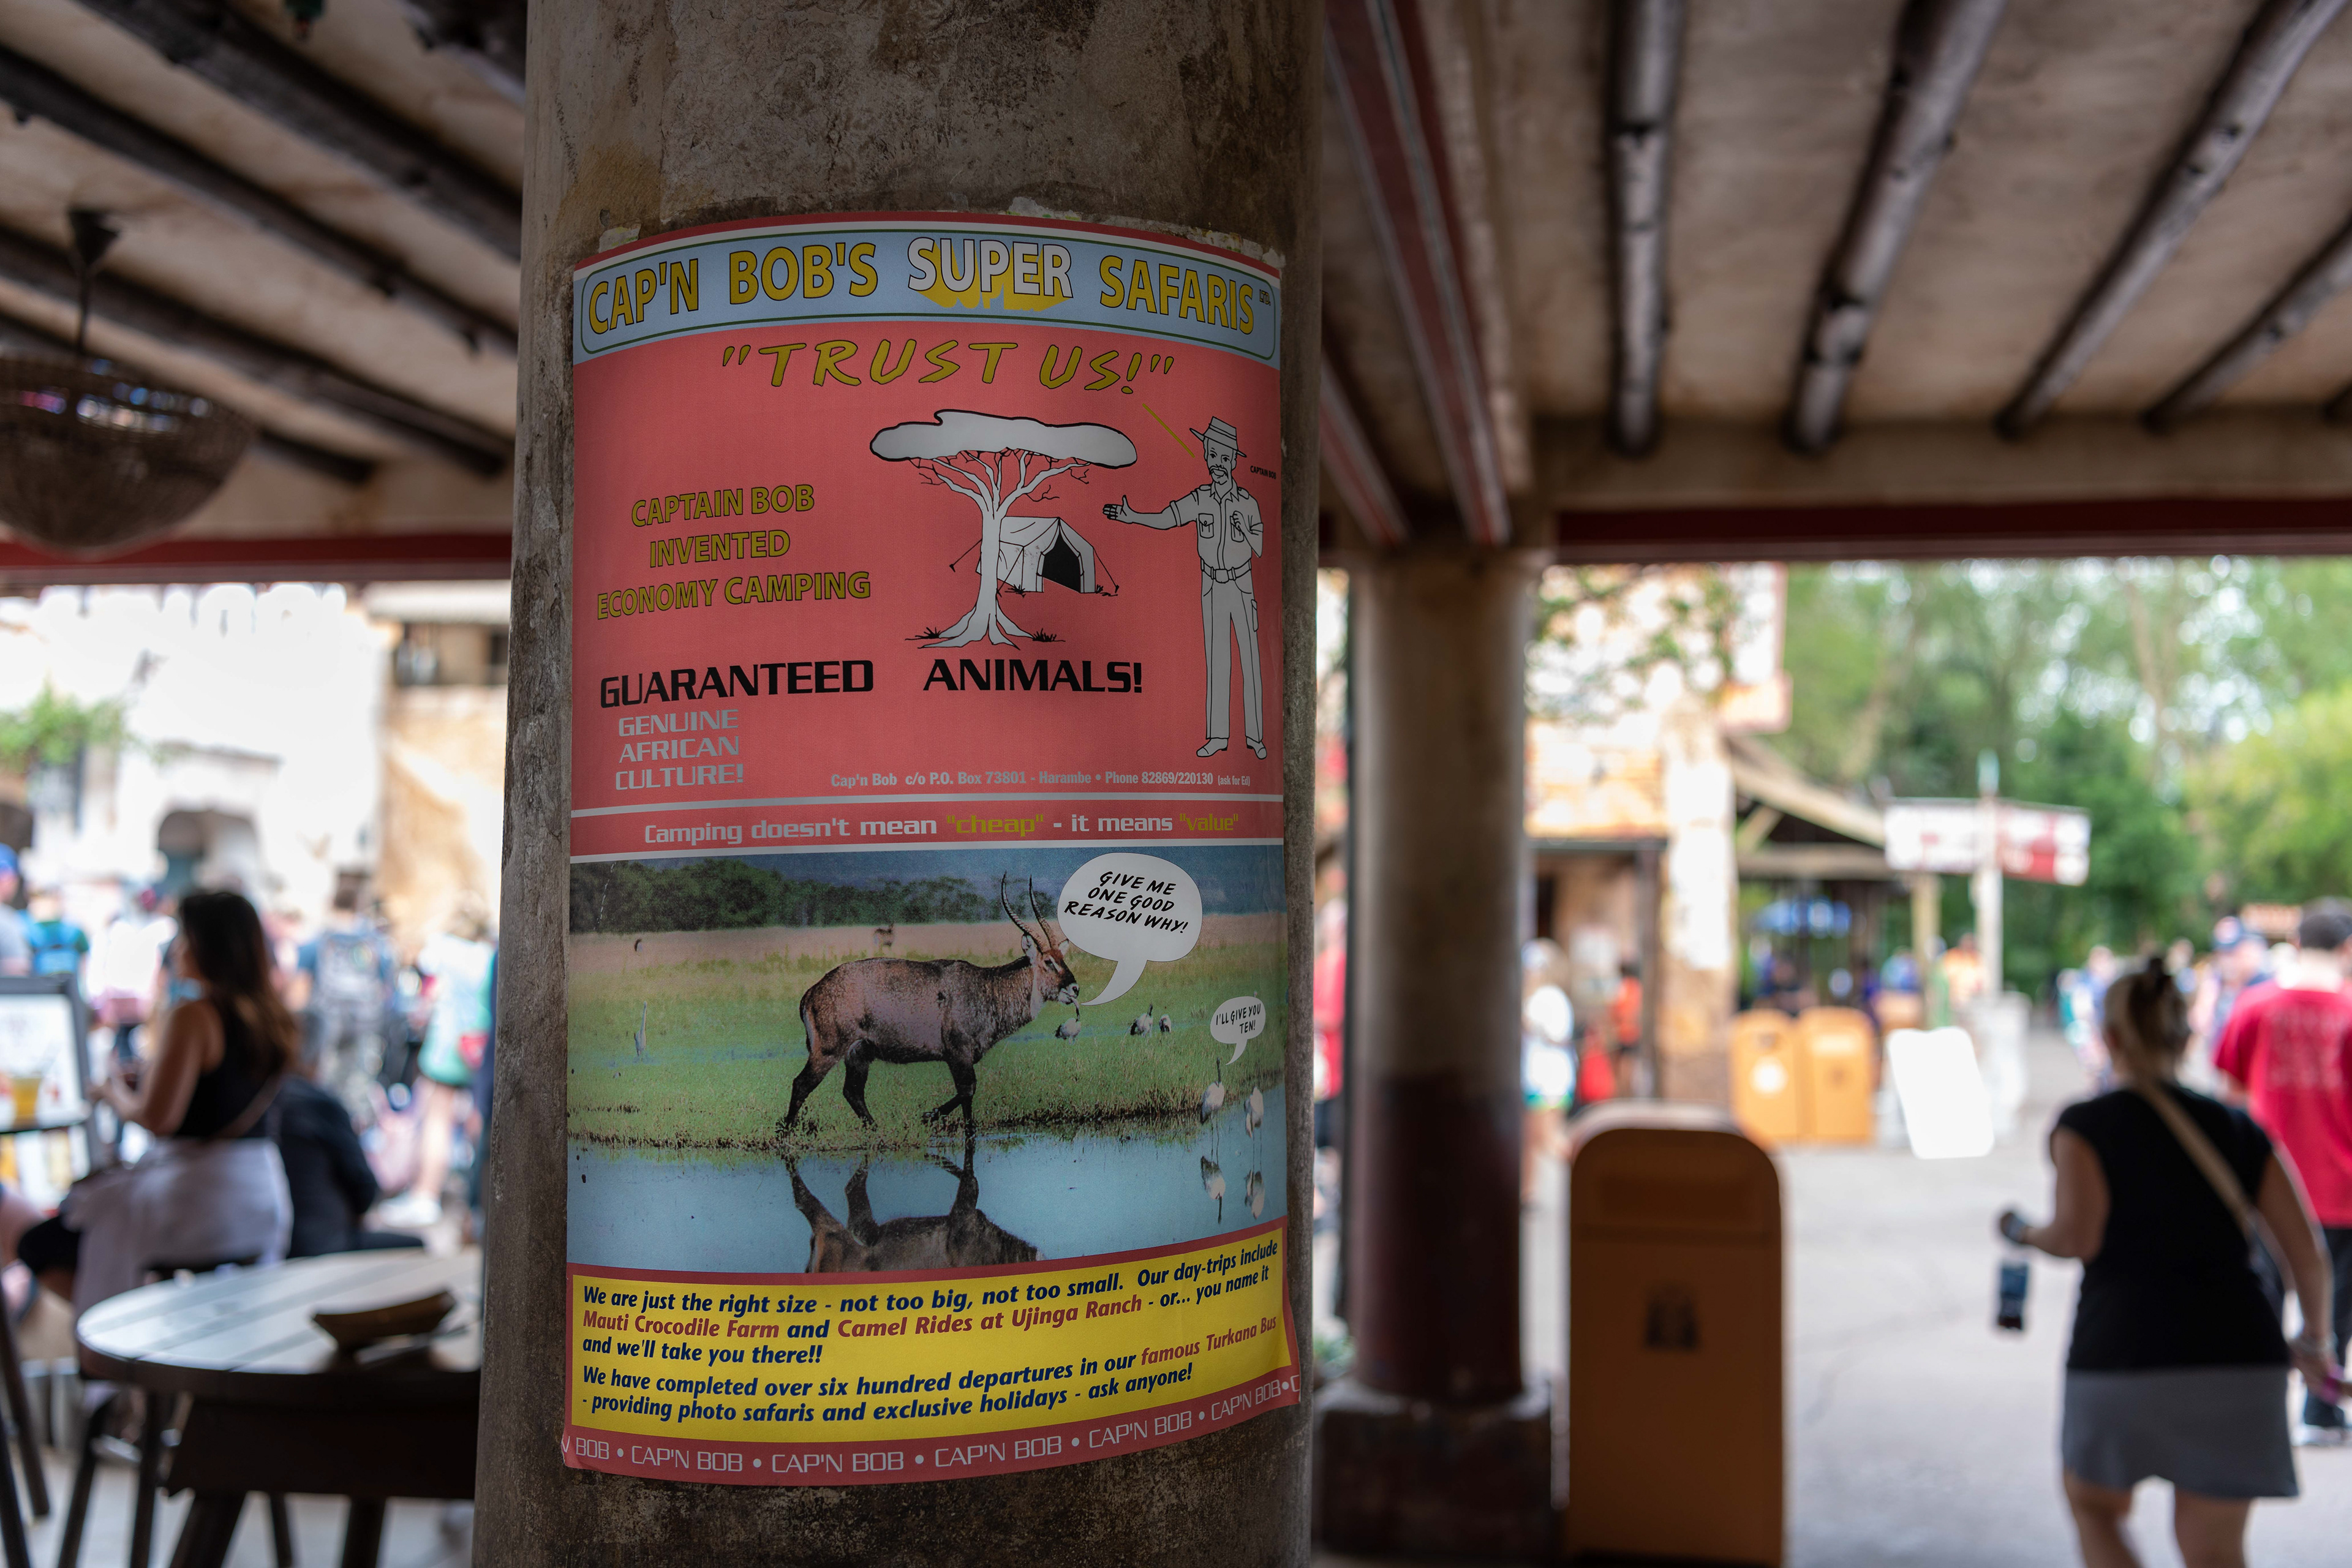 CAP'N BOB'S SUPER SAFARIS
"TRUST US!"
CAPTAIN BOB
CAPTAIN BOB
INVENTED
ECONOMY CAMPING
GUARANTEED ANIMALS!
GENUINE
AFRICAN
CULTURE!
Cap'n Bob c/o P.O. Box 73801 - Harambe • Phone 82869/220130 (ask for Ed)
Camping doesn't mean "cheap" - it means "value"
GIVE ME
ONE GOOD
REASON WHY!
I'LL GIVE YOU
TEN!
We are just the right size - not too big, not too small. Our day-trips include
Mauti Crocodile Farm and Camel Rides at Ujinga Ranch - or... you name it
and we'll take you there!!
We have completed over six hundred departures in our famous Turkana Bus
- providing photo safaris and exclusive holidays - ask anyone!
BOB • CAP'N BOB • CAP'N BOB • CAP'N BOB • CAP'N BOB • CAP'N BOB • C